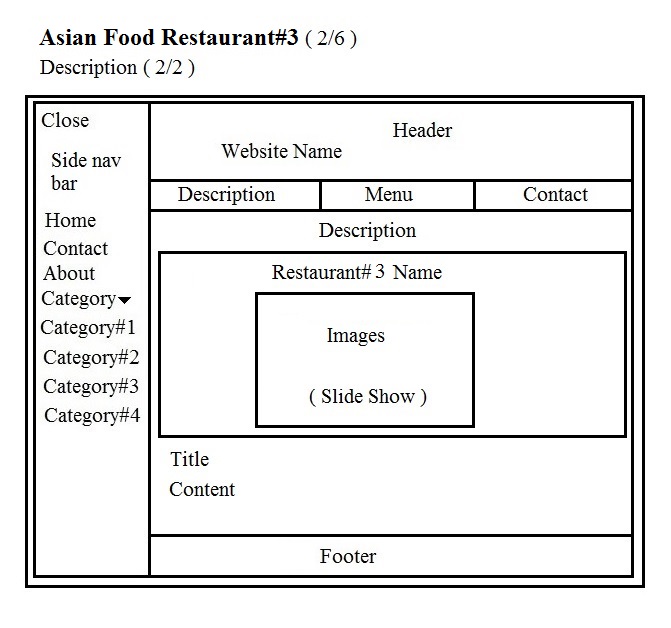 Asian Food Restaurant#3 ( 2/6 )
Description ( 2/2 )
Close
Side nav
bar
Home
Contact
About
Category
Category#1
Category#2
Category#3
Category#4
Header
Website Name
Description Menu Contact
Description
Restaurant# 3 Name
Images
( Slide Show )
Title
Content
Footer